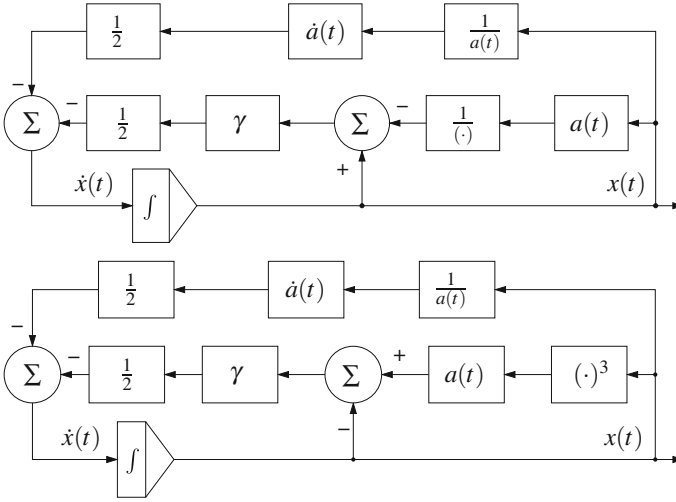 1/2 ȧ(t) 1/a(t)
− −
Σ 1/2 γ Σ − 1/(·) a(t)
+
ẋ(t) ∫ x(t)
1/2 ȧ(t) 1/a(t)
− −
Σ 1/2 γ Σ + a(t) (·)³
−
ẋ(t) ∫ x(t)